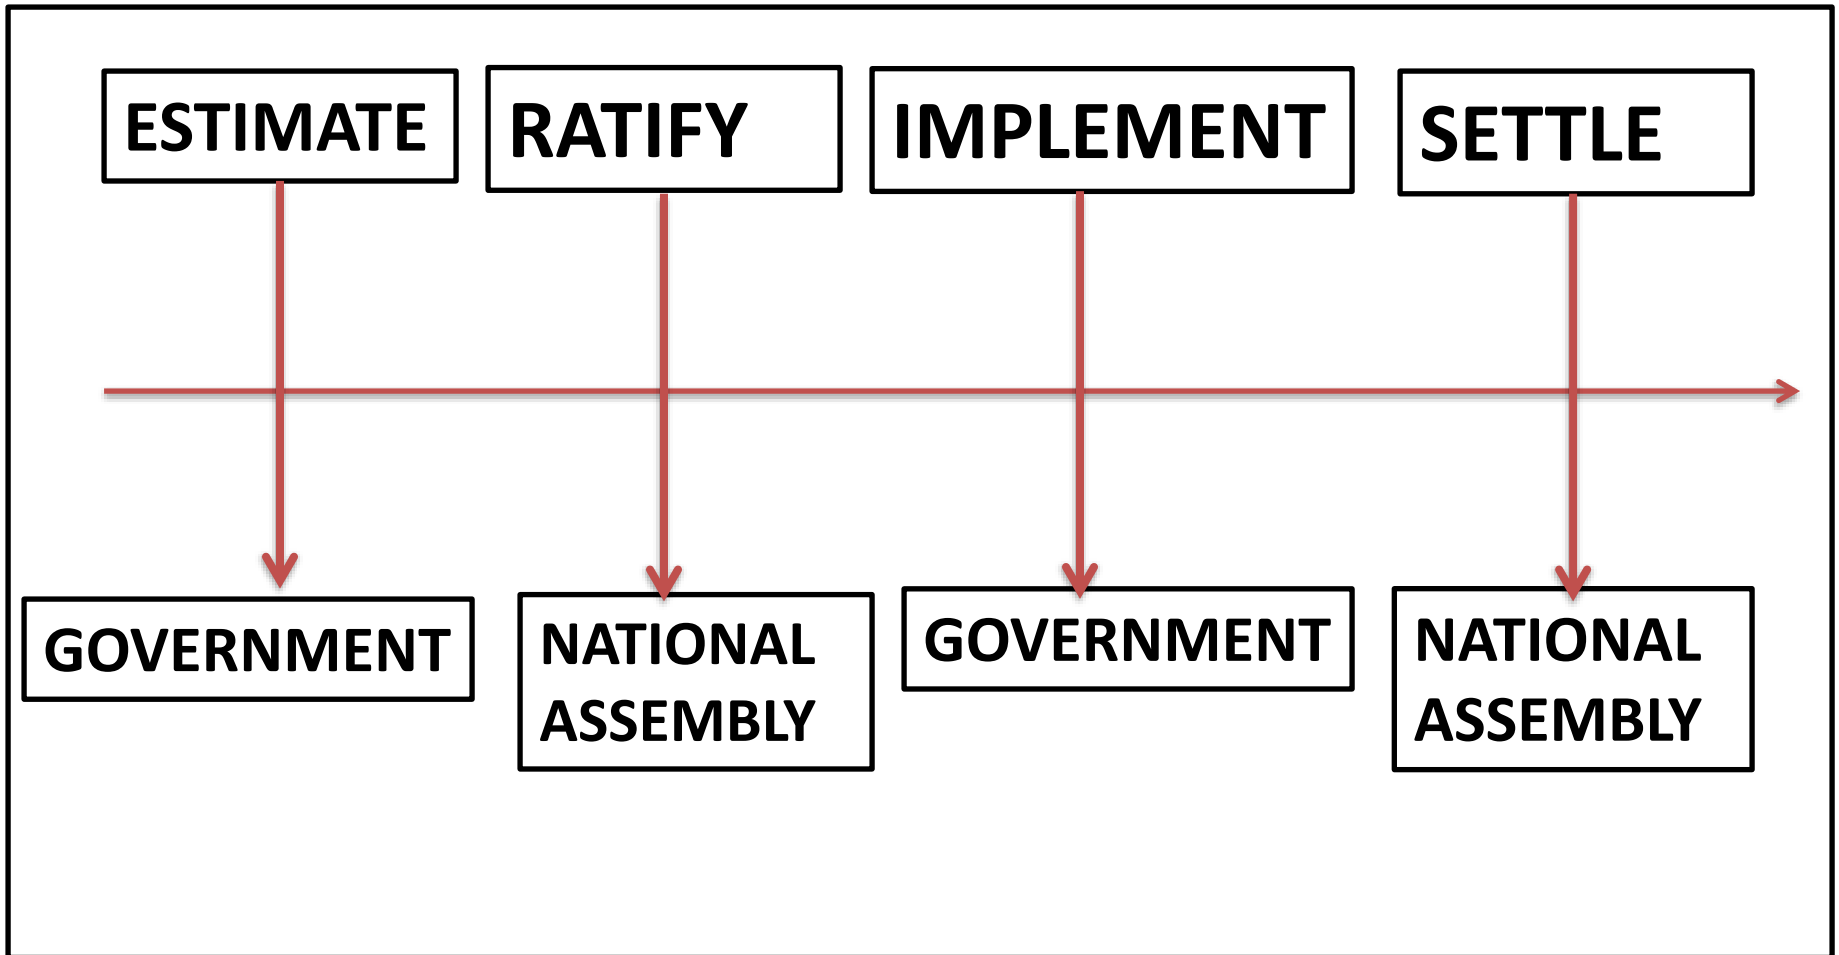 ESTIMATE
RATIFY
IMPLEMENT
SETTLE
GOVERNMENT
NATIONAL
ASSEMBLY
GOVERNMENT
NATIONAL
ASSEMBLY